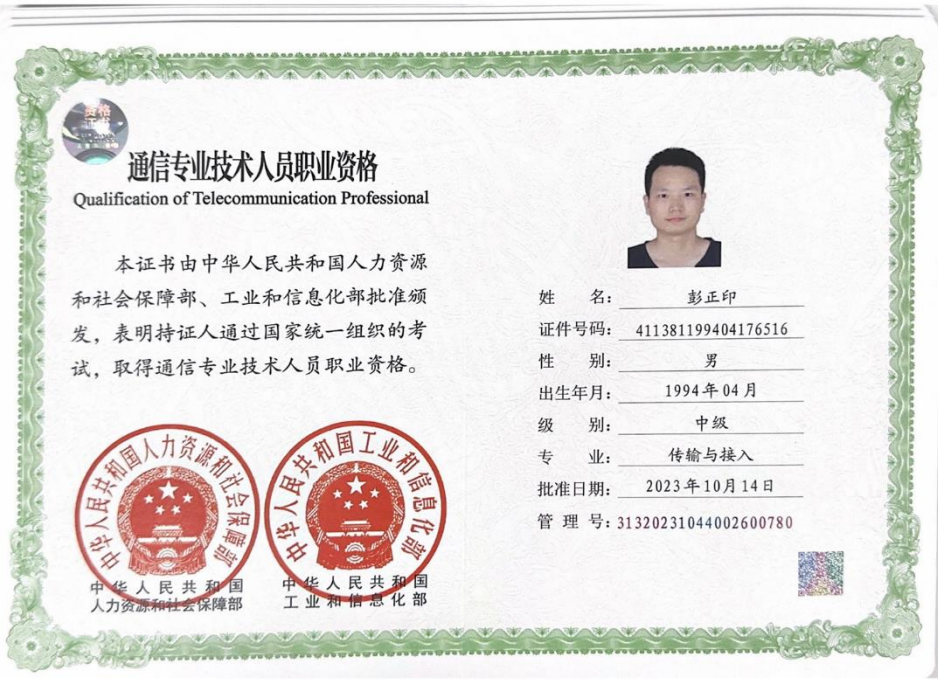 资格
通信专业技术人员职业资格
Qualification of Telecommunication Professional
本证书由中华人民共和国人力资源
和社会保障部、工业和信息化部批准颁
发，表明持证人通过国家统一组织的考
试，取得通信专业技术人员职业资格。
中华人民共和国人力资源和社会保障部
中华人民共和国工业和信息化部
中华人民共和国
人力资源和社会保障部
中华人民共和国
工业和信息化部
姓 名：彭正印
证件号码：411381199404176516
性 别：男
出生年月：1994年04月
级 别：中级
专 业：传输与接入
批准日期：2023年10月14日
管 理 号：31320231044002600780